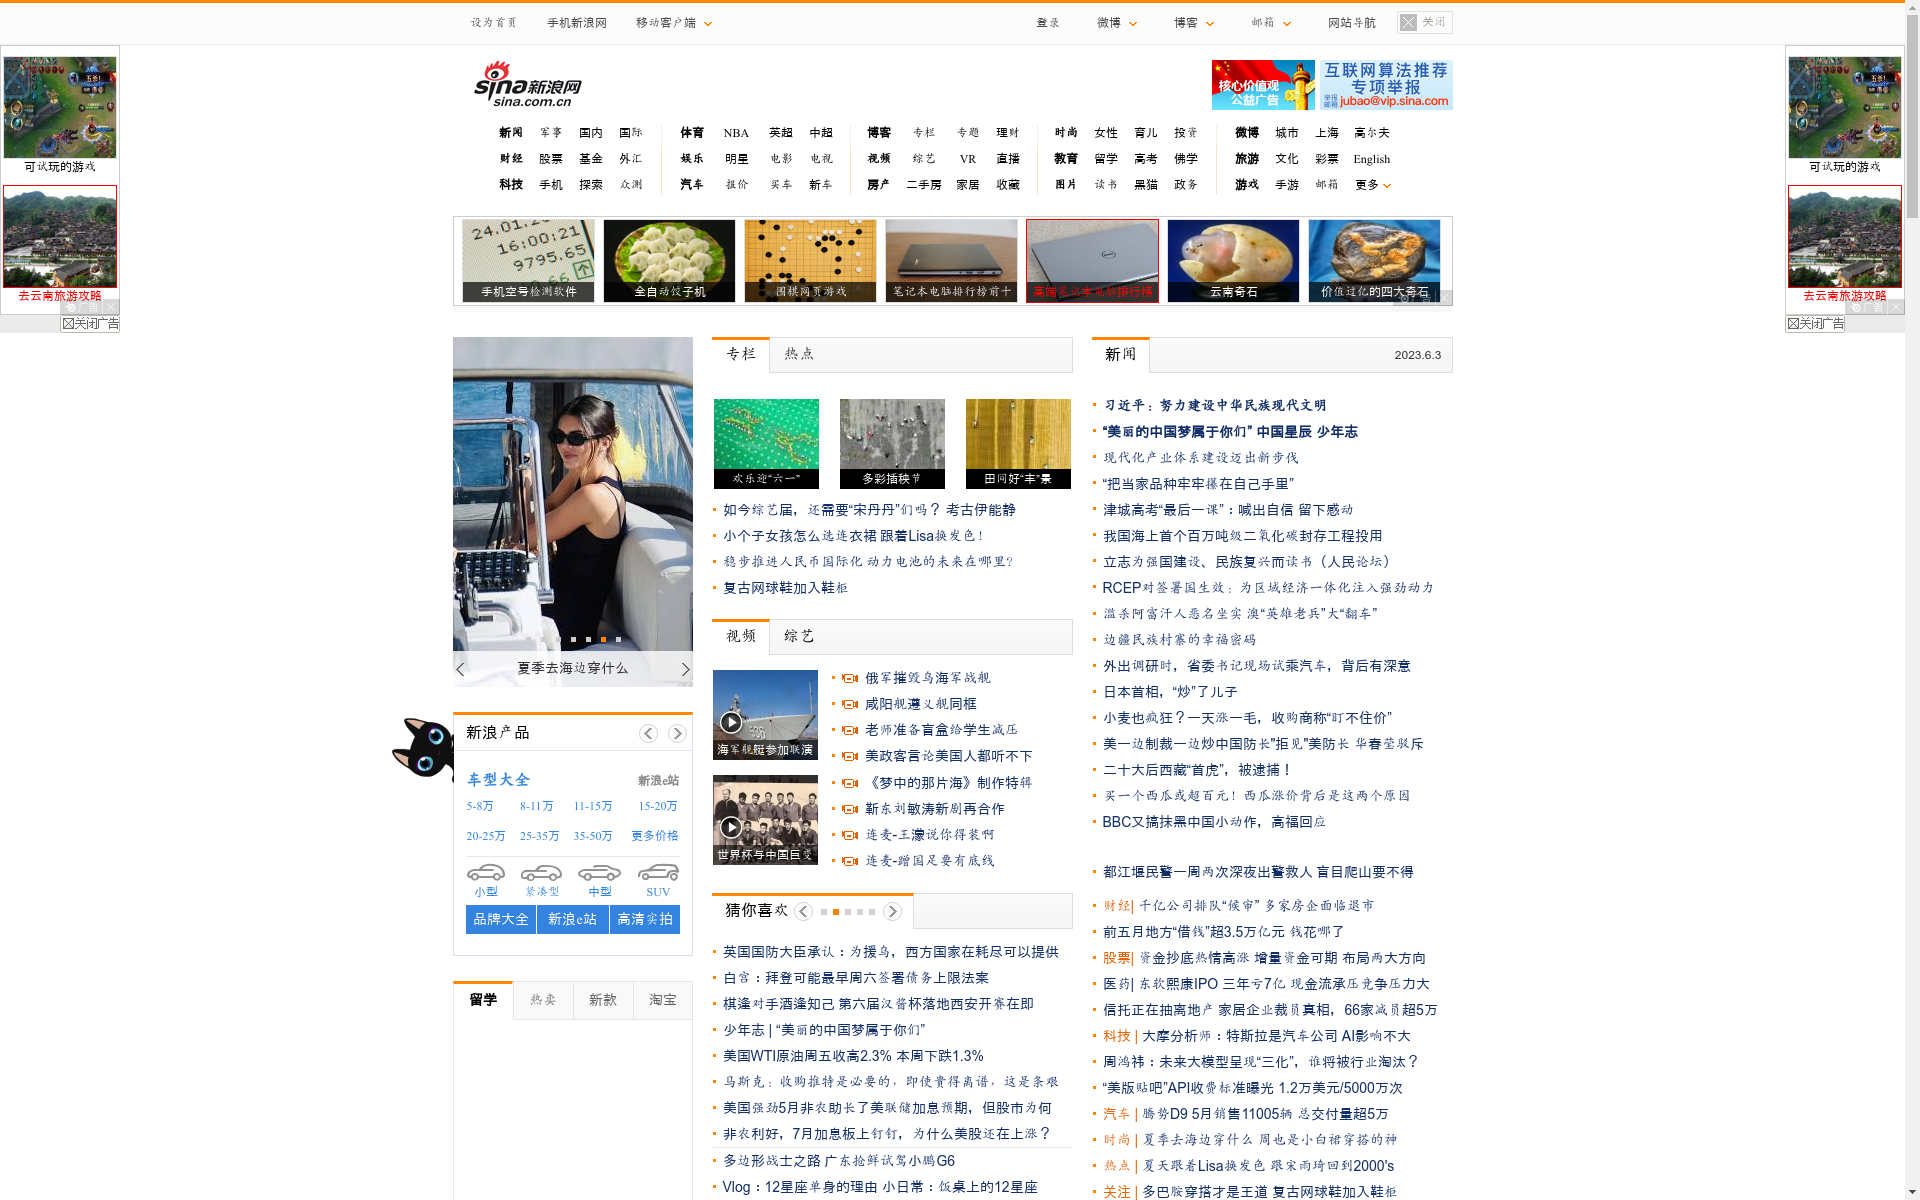 设为首页 手机新浪网 移动客户端 登录 微博 博客 邮箱 网站导航 关闭
sina新浪网
sina.com.cn
核心价值观
公益广告
互联网算法推荐
专项举报
举报邮箱 jubao@vip.sina.com
新闻 军事 国内 国际 体育 NBA 英超 中超 博客 专栏 专题 理财 时尚 女性 育儿 投资 微博 城市 上海 高尔夫
财经 股票 基金 外汇 娱乐 明星 电影 电视 视频 综艺 VR 直播 教育 留学 高考 佛学 旅游 文化 彩票 English
科技 手机 探索 众测 汽车 报价 买车 新车 房产 二手房 家居 收藏 图片 读书 黑猫 政务 游戏 手游 邮箱 更多
五杀!
可试玩的游戏
去云南旅游攻略
关闭广告
五杀!
可试玩的游戏
去云南旅游攻略
关闭广告
24.01.20
16:00:21
9795.65
手机空号检测软件 全自动饺子机 围棋网页游戏 笔记本电脑排行榜前十 高端笔记本电脑排行榜 云南奇石 价值过亿的四大奇石
夏季去海边穿什么
新浪产品
车型大全 新浪e站
5-8万 8-11万 11-15万 15-20万
20-25万 25-35万 35-50万 更多价格
小型 紧凑型 中型 SUV
品牌大全 新浪e站 高清实拍
留学 热卖 新款 淘宝
专栏 热点
欢乐迎“六一” 多彩插秧节 田间好“丰”景
如今综艺届，还需要“宋丹丹”们吗？ 考古伊能静
小个子女孩怎么选连衣裙 跟着Lisa换发色！
稳步推进人民币国际化 动力电池的未来在哪里?
复古网球鞋加入鞋柜
视频 综艺
538
海军舰艇参加联演
世界杯与中国巨变
俄军摧毁乌海军战舰
咸阳舰遵义舰同框
老师准备盲盒给学生减压
美政客言论美国人都听不下
《梦中的那片海》制作特辑
靳东刘敏涛新剧再合作
连麦-王濛说你得装啊
连麦-蹭国足要有底线
猜你喜欢
英国国防大臣承认：为援乌，西方国家在耗尽可以提供
白宫：拜登可能最早周六签署债务上限法案
棋逢对手酒逢知己 第六届汉酱杯落地西安开赛在即
少年志 | “美丽的中国梦属于你们”
美国WTI原油周五收高2.3% 本周下跌1.3%
马斯克：收购推特是必要的，即使贵得离谱，这是条艰
美国强劲5月非农助长了美联储加息预期，但股市为何
非农利好，7月加息板上钉钉，为什么美股还在上涨？
多边形战士之路 广东抢鲜试驾小鹏G6
Vlog：12星座单身的理由 小日常：饭桌上的12星座
新闻 2023.6.3
习近平：努力建设中华民族现代文明
“美丽的中国梦属于你们” 中国星辰 少年志
现代化产业体系建设迈出新步伐
“把当家品种牢牢攥在自己手里”
津城高考“最后一课”：喊出自信 留下感动
我国海上首个百万吨级二氧化碳封存工程投用
立志为强国建设、民族复兴而读书（人民论坛）
RCEP对签署国生效：为区域经济一体化注入强劲动力
滥杀阿富汗人恶名坐实 澳“英雄老兵”大“翻车”
边疆民族村寨的幸福密码
外出调研时，省委书记现场试乘汽车，背后有深意
日本首相，“炒”了儿子
小麦也疯狂？一天涨一毛，收购商称“盯不住价”
美一边制裁一边炒中国防长"拒见"美防长 华春莹驳斥
二十大后西藏“首虎”，被逮捕！
买一个西瓜或超百元！西瓜涨价背后是这两个原因
BBC又搞抹黑中国小动作，高福回应
都江堰民警一周两次深夜出警救人 盲目爬山要不得
财经| 千亿公司排队“候审” 多家房企面临退市
前五月地方“借钱”超3.5万亿元 钱花哪了
股票| 资金抄底热情高涨 增量资金可期 布局两大方向
医药| 东软熙康IPO 三年亏7亿 现金流承压竞争压力大
信托正在抽离地产 家居企业裁员真相，66家减员超5万
科技 | 大摩分析师：特斯拉是汽车公司 AI影响不大
周鸿祎：未来大模型呈现“三化”，谁将被行业淘汰？
“美版贴吧”API收费标准曝光 1.2万美元/5000万次
汽车 | 腾势D9 5月销售11005辆 总交付量超5万
时尚 | 夏季去海边穿什么 周也是小白裙穿搭的神
热点 | 夏天跟着Lisa换发色 跟宋雨琦回到2000's
关注 | 多巴胺穿搭才是王道 复古网球鞋加入鞋柜